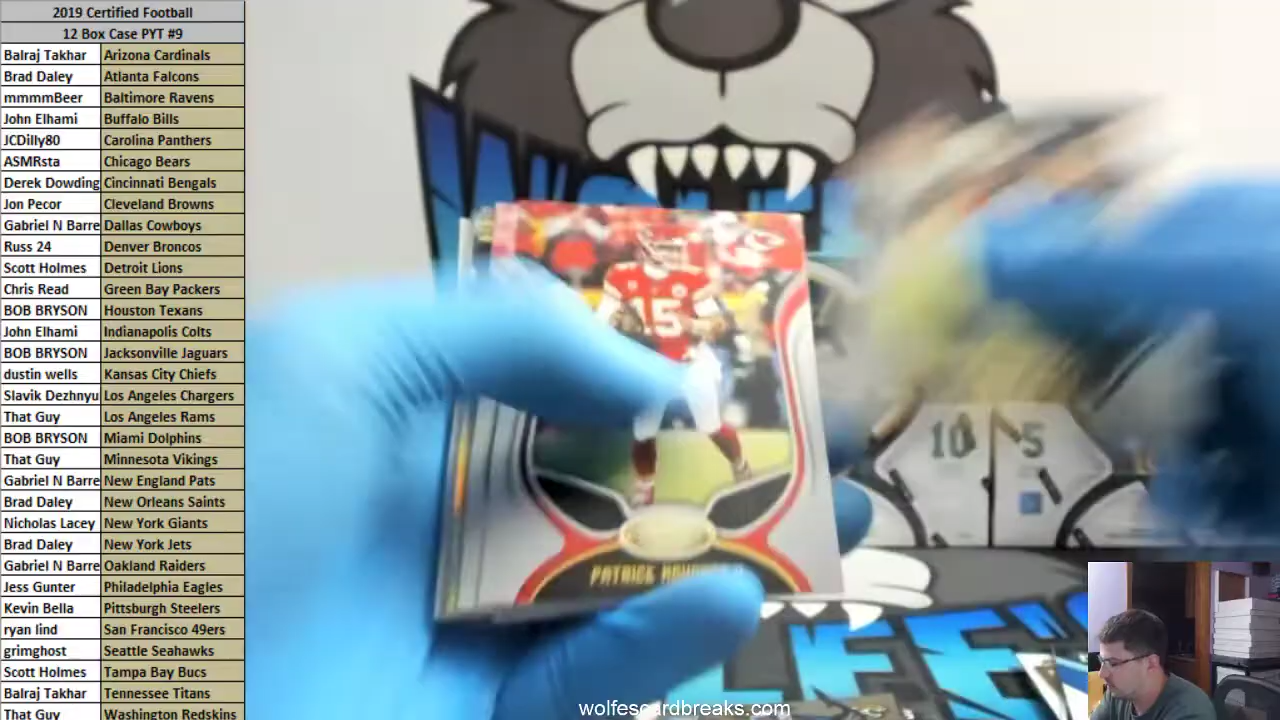 2019 Certified Football
12 Box Case PYT #9
Balraj Takhar Arizona Cardinals
Brad Daley Atlanta Falcons
mmmmBeer Baltimore Ravens
John Elhami Buffalo Bills
JCDilly80 Carolina Panthers
ASMRsta Chicago Bears
Derek Dowding Cincinnati Bengals
Jon Pecor Cleveland Browns
Gabriel N Barre Dallas Cowboys
Russ 24 Denver Broncos
Scott Holmes Detroit Lions
Chris Read Green Bay Packers
BOB BRYSON Houston Texans
John Elhami Indianapolis Colts
BOB BRYSON Jacksonville Jaguars
dustin wells Kansas City Chiefs
Slavik Dezhnyu Los Angeles Chargers
That Guy Los Angeles Rams
BOB BRYSON Miami Dolphins
That Guy Minnesota Vikings
Gabriel N Barre New England Pats
Brad Daley New Orleans Saints
Nicholas Lacey New York Giants
Brad Daley New York Jets
Gabriel N Barre Oakland Raiders
Jess Gunter Philadelphia Eagles
Kevin Bella Pittsburgh Steelers
ryan lind San Francisco 49ers
grimghost Seattle Seahawks
Scott Holmes Tampa Bay Bucs
Balraj Takhar Tennessee Titans
That Guy Washington Redskins
15
PATRICK
10 5
wolfescardbreaks.com